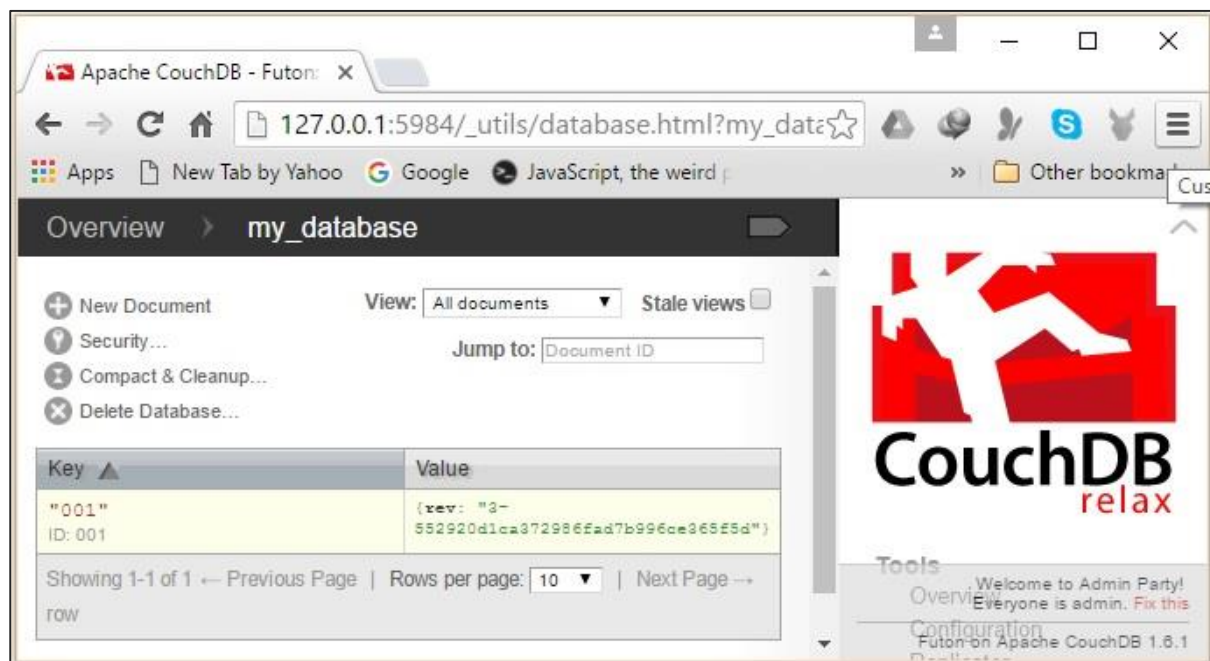 Apache CouchDB - Futon:
127.0.0.1:5984/_utils/database.html?my_data
Apps New Tab by Yahoo Google JavaScript, the weird » Other bookma
Cus
Overview my_database
New Document
Security...
Compact & Cleanup...
Delete Database...
View: All documents Stale views
Jump to: Document ID
Key Value
"001" {rev: "3-
ID: 001 552920d1ca372986fad7b996ce365f5d"}
Showing 1-1 of 1 ← Previous Page | Rows per page: 10 | Next Page →
row
CouchDB
relax
Tools
Overview
Configuration
Welcome to Admin Party!
Everyone is admin. Fix this
Futon on Apache CouchDB 1.6.1